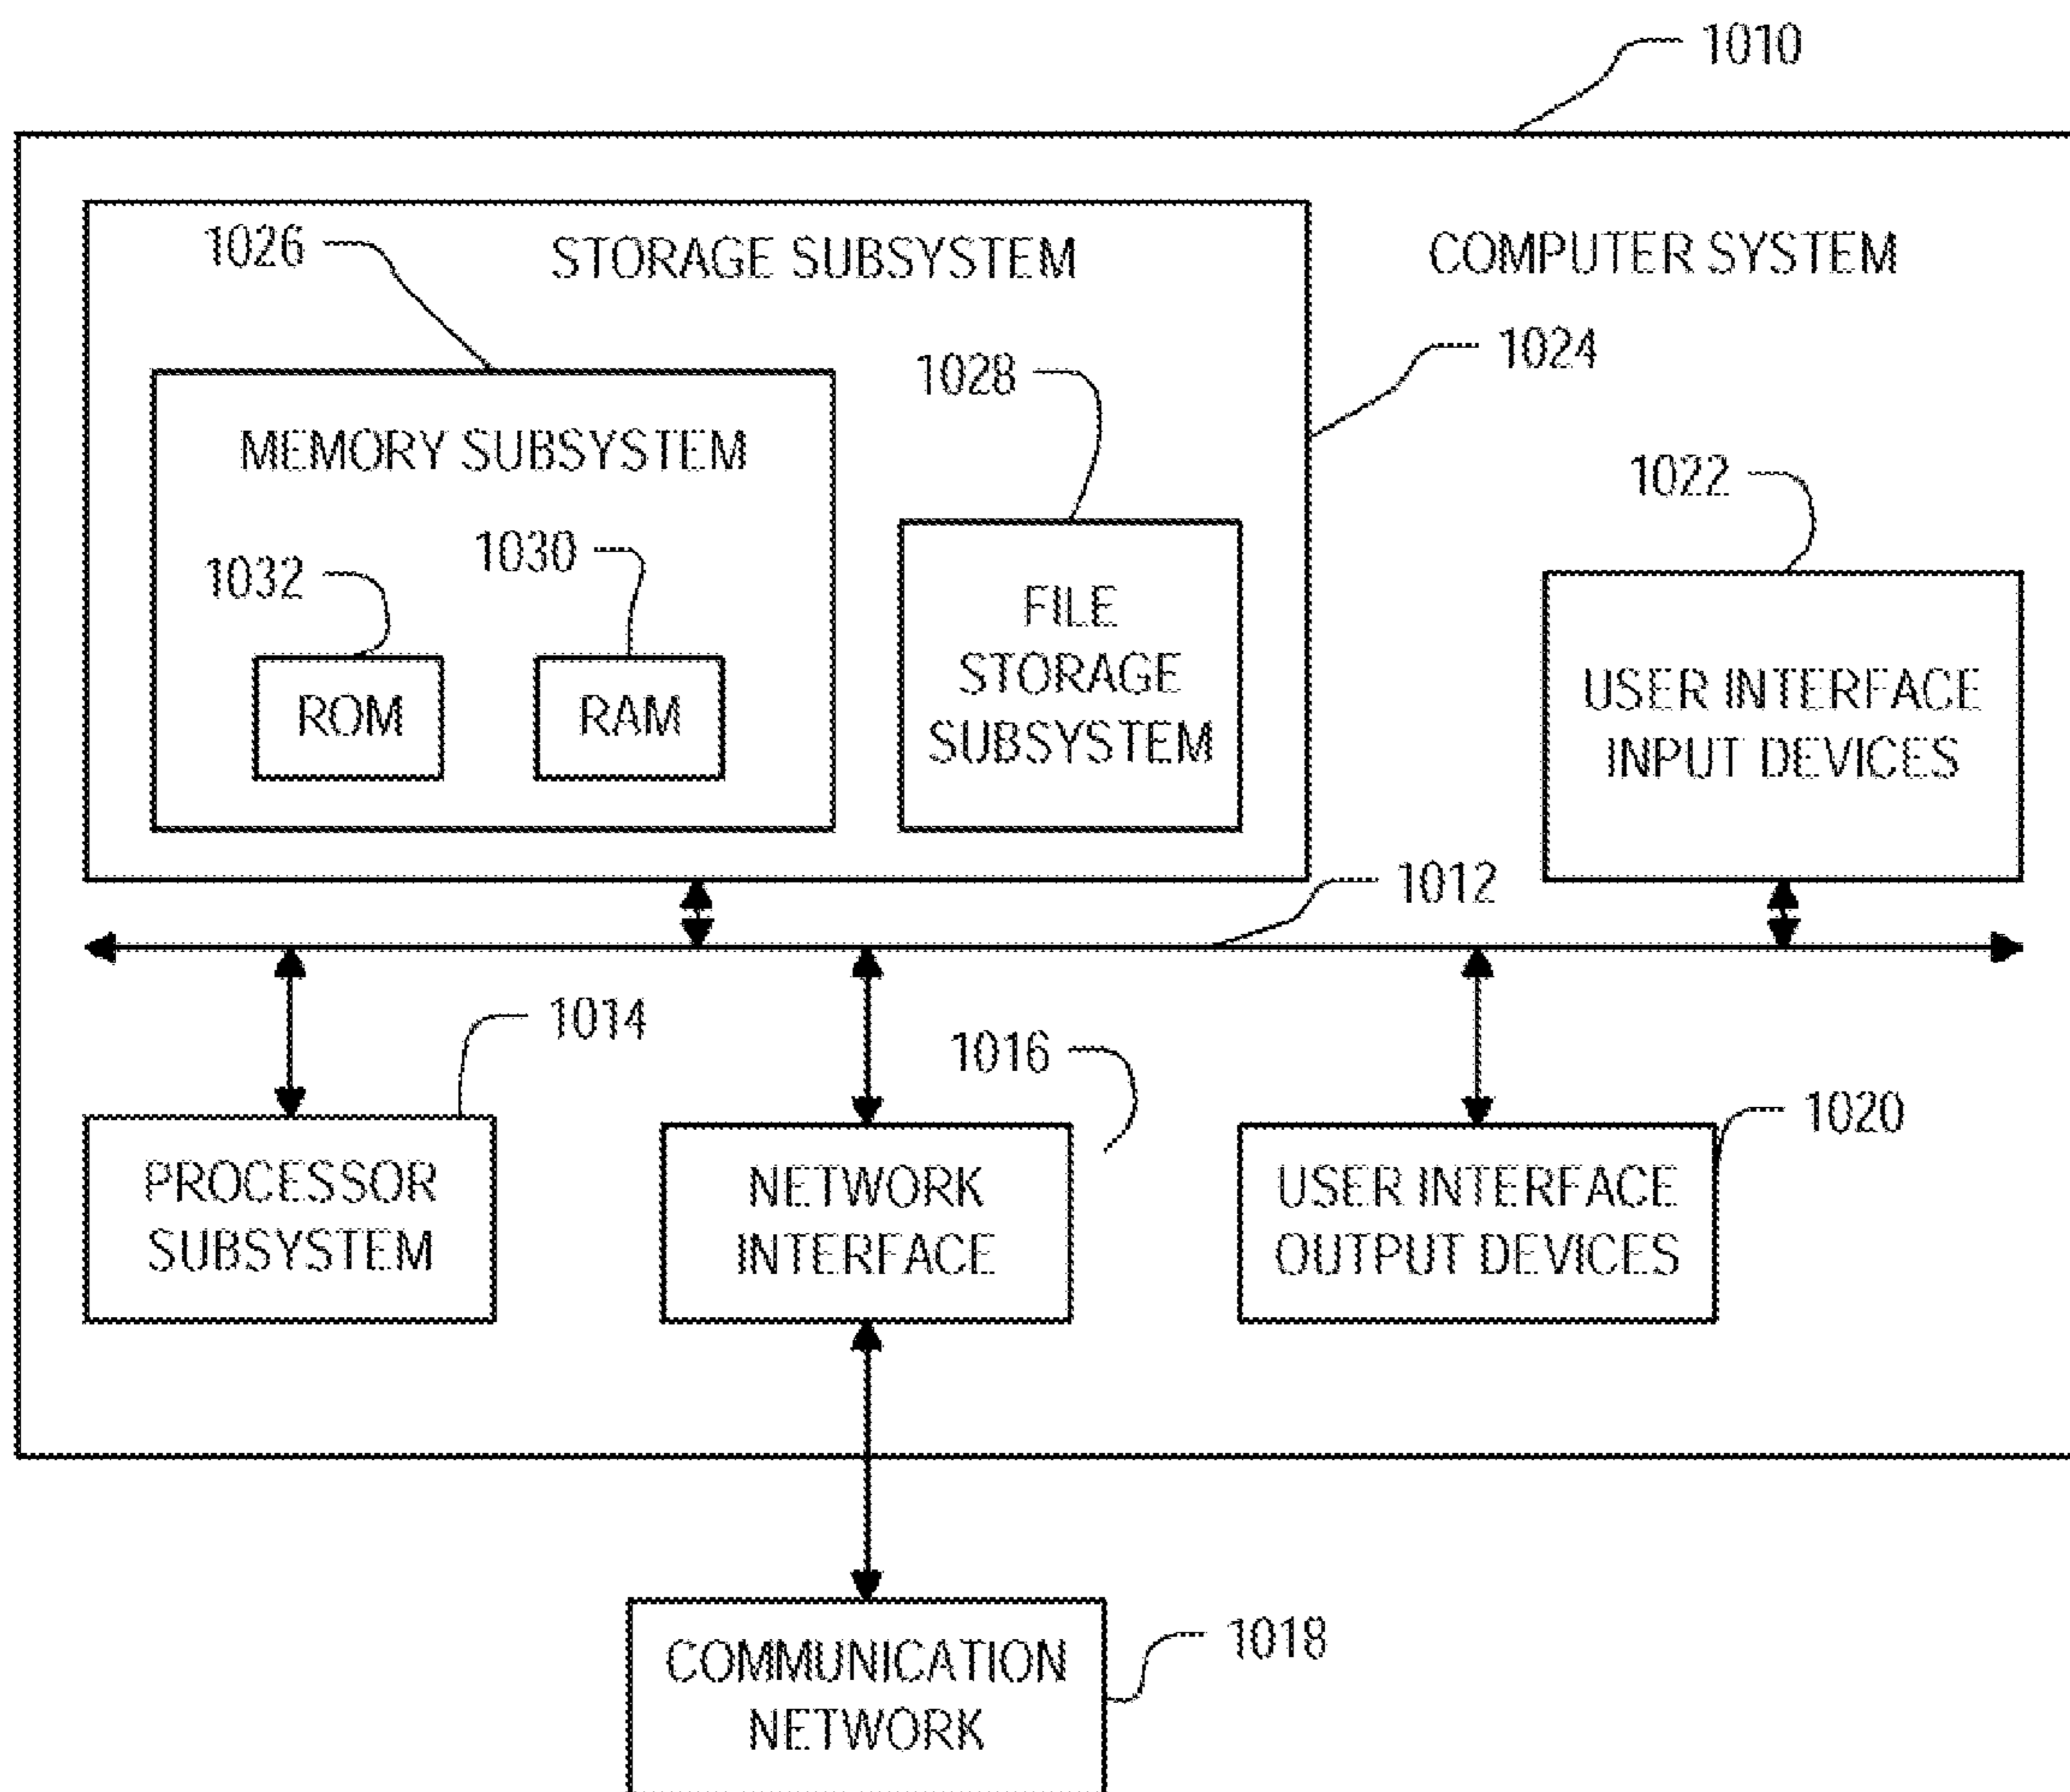 1010
1026
STORAGE SUBSYSTEM
COMPUTER SYSTEM
1024
1028
MEMORY SUBSYSTEM
1022
1032
1030
FILE
STORAGE
SUBSYSTEM
ROM
RAM
USER INTERFACE
INPUT DEVICES
1012
1014
1016
1020
PROCESSOR
SUBSYSTEM
NETWORK
INTERFACE
USER INTERFACE
OUTPUT DEVICES
1018
COMMUNICATION
NETWORK